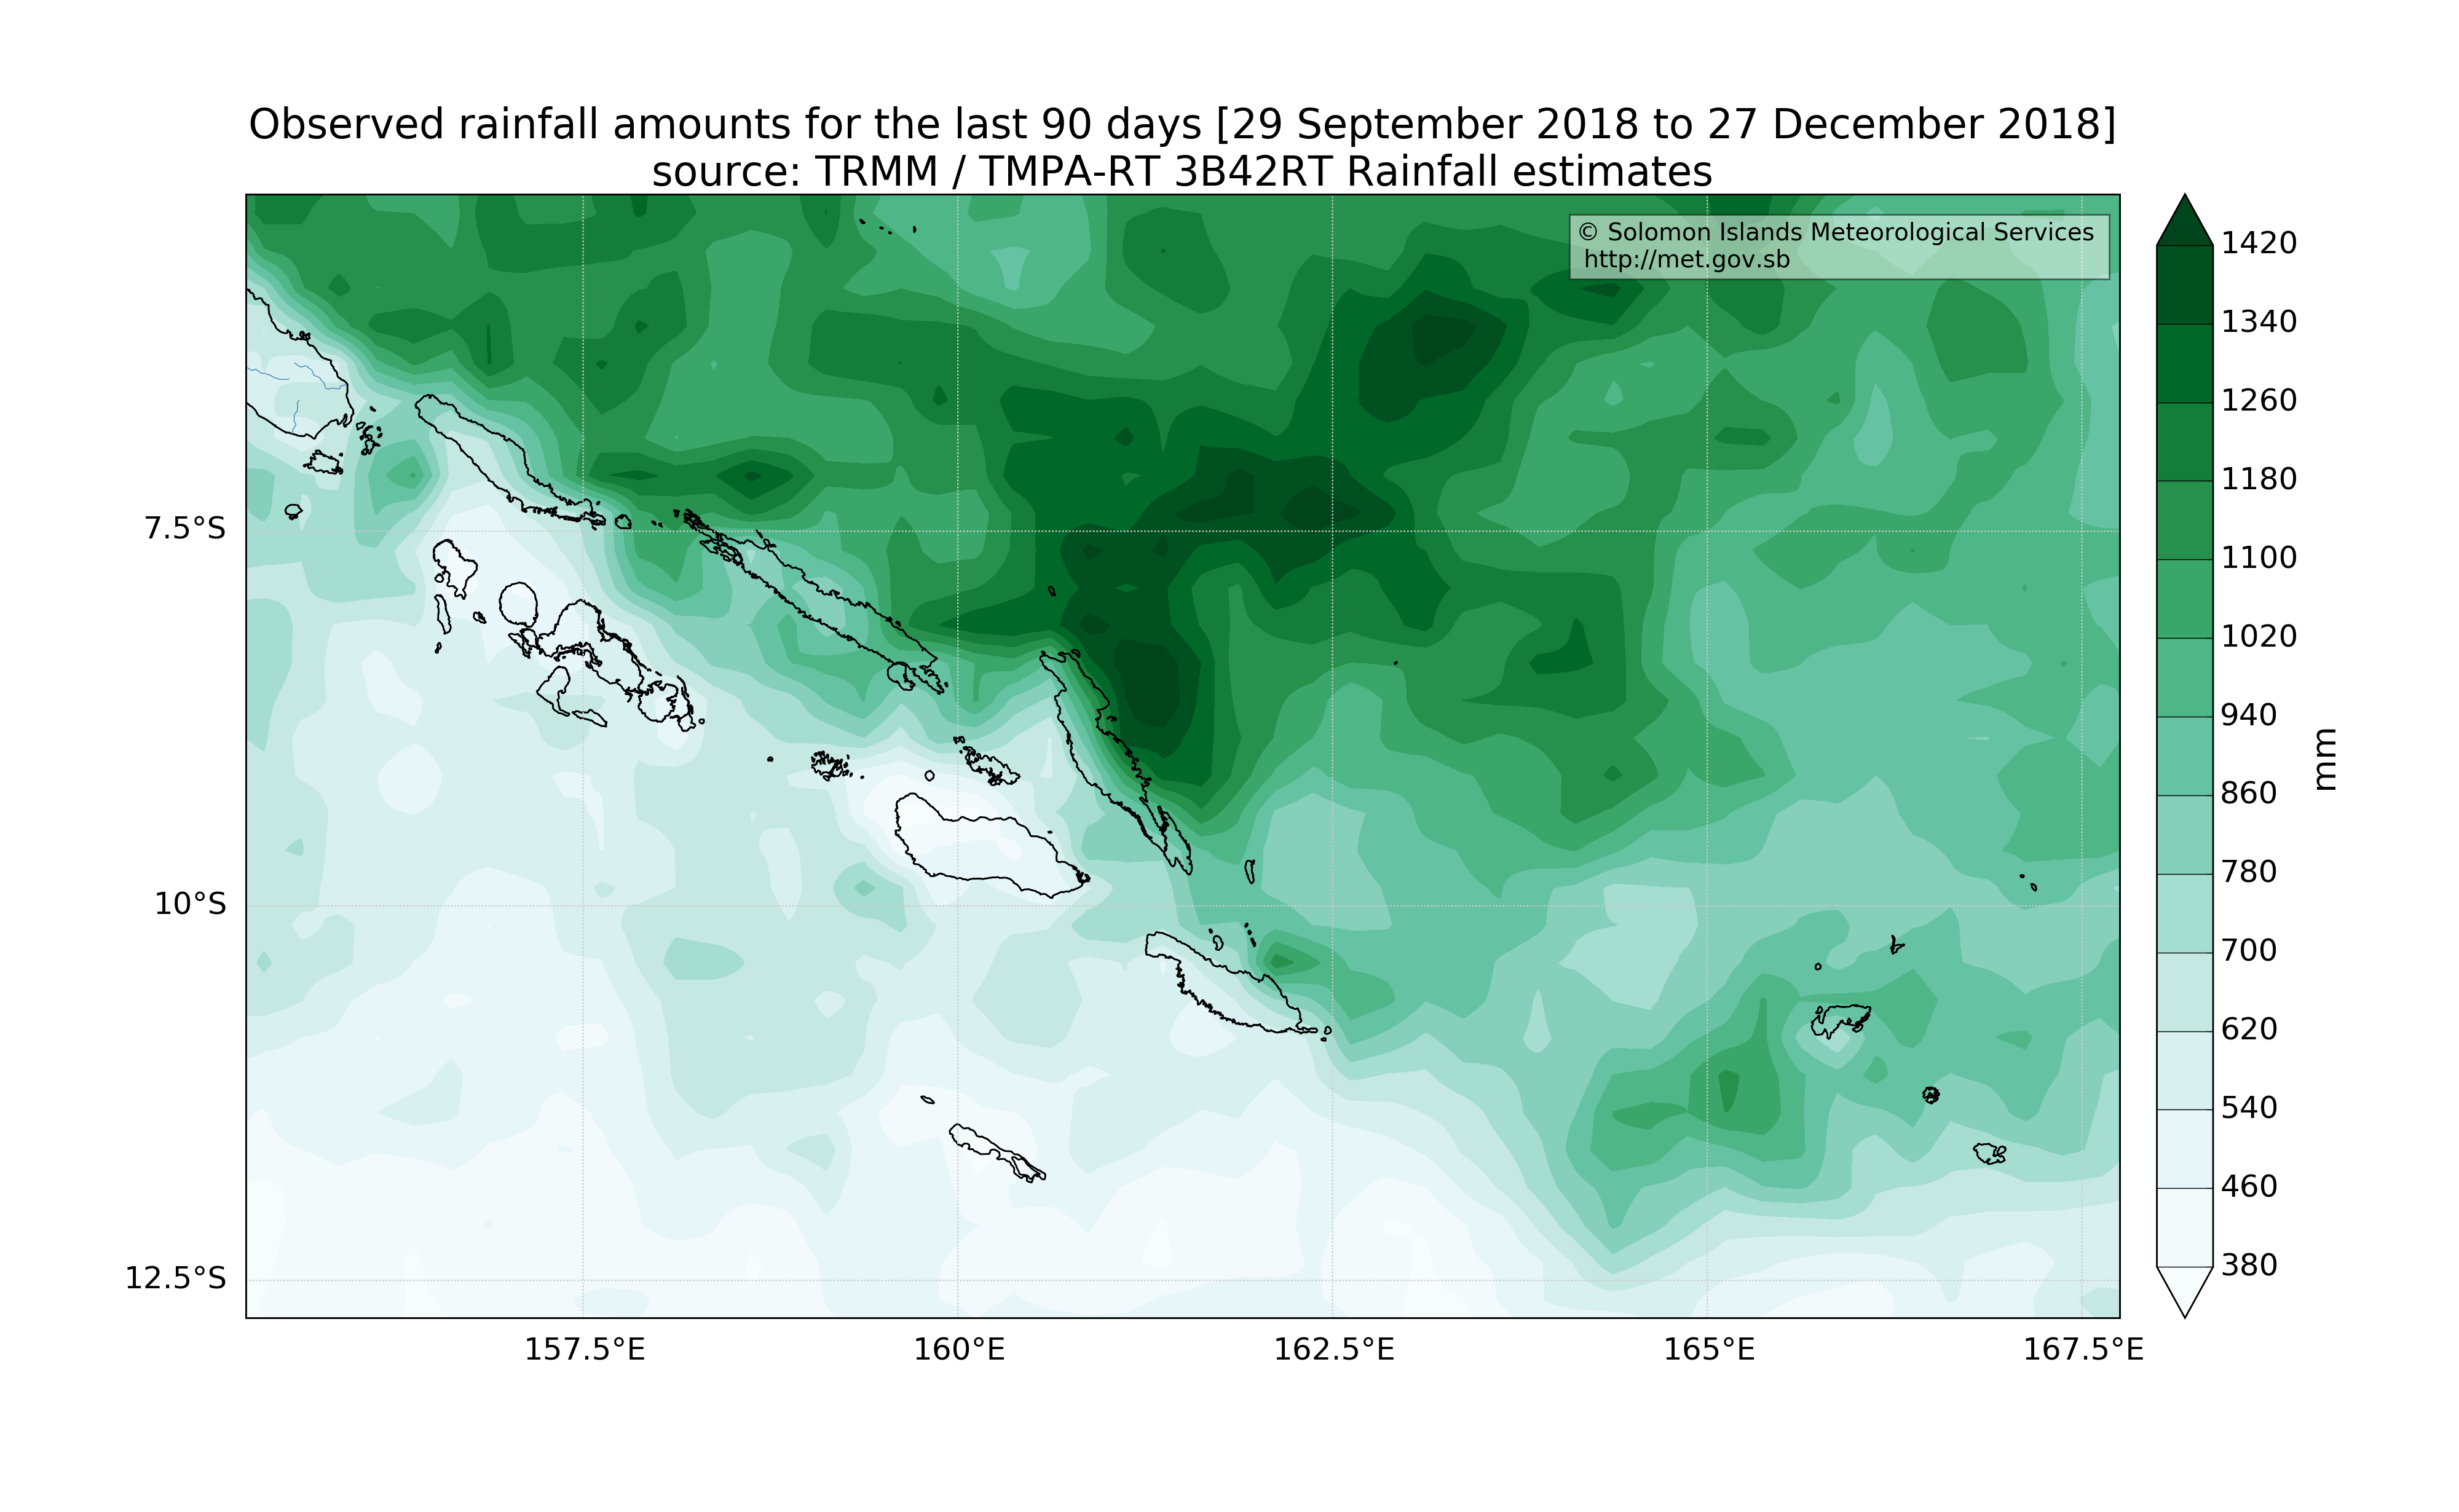 Observed rainfall amounts for the last 90 days [29 September 2018 to 27 December 2018]
source: TRMM / TMPA-RT 3B42RT Rainfall estimates
© Solomon Islands Meteorological Services
http://met.gov.sb
7.5°S
10°S
12.5°S
157.5°E
160°E
162.5°E
165°E
167.5°E
1420
1340
1260
1180
1100
1020
940
860
780
700
620
540
460
380
mm